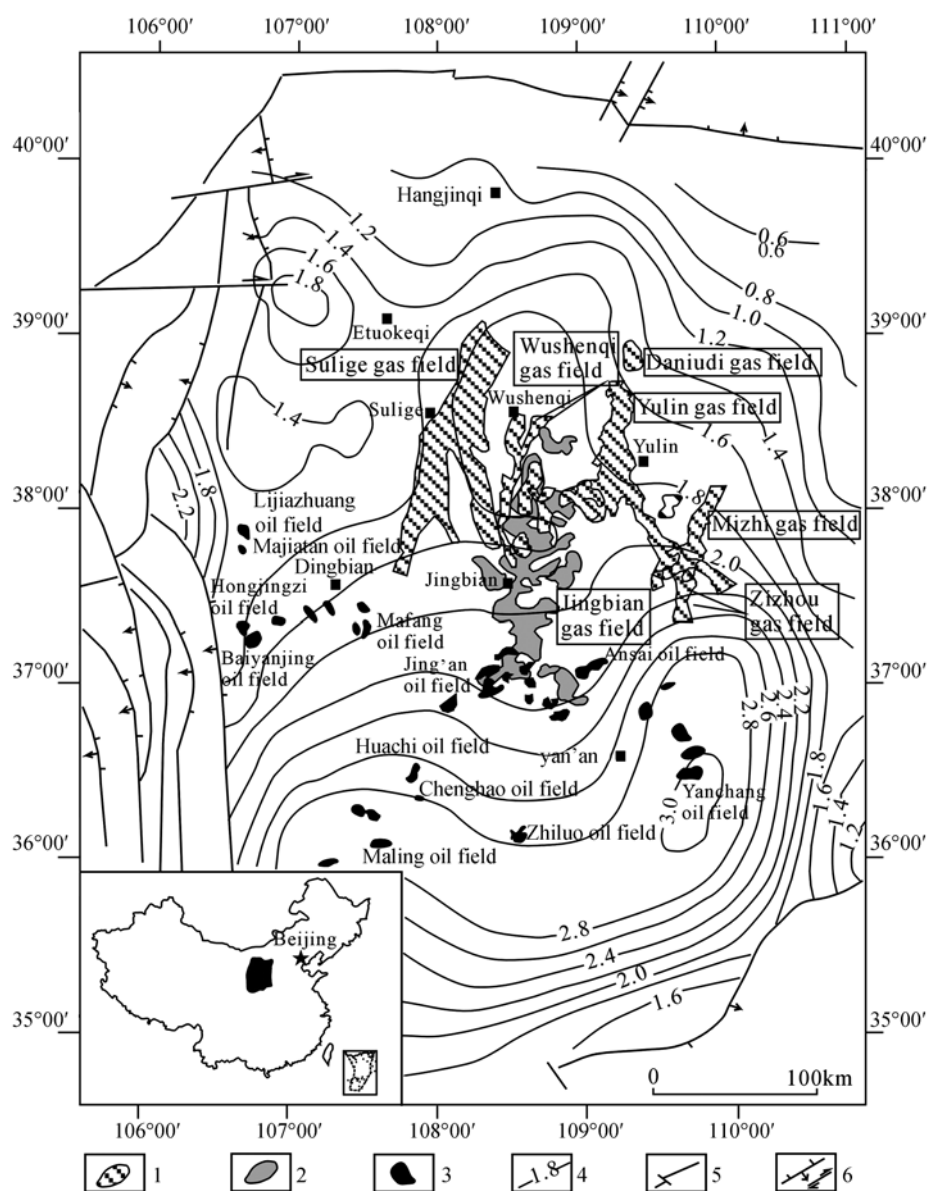 106°00′ 107°00′ 108°00′ 109°00′ 110°00′ 111°00′
40°00′ 40°00′
Hangjinqi
0.6
0.6
1.2
1.4
1.6
1.8
0.8
1.0
1.2
39°00′ 39°00′
Etuokeqi
Sulige gas field
Wushenqi
gas field
Daniudi gas field
Yulin gas field
1.4
Sulige
Wushenqi
Yulin
1.6
1.4
38°00′ 38°00′
1.8
2.2
1.8
Lijiazhuang
oil field
Majiatan oil field
Mizhi gas field
Dingbian
2.0
Hongjingzi
oil field
Jingbian
Jingbian
gas field
Zizhou
gas field
Mafang
oil field
Baiyanjing
oil field
Jing'an
oil field
Ansai oil field
37°00′ 37°00′
2.2
2.4
2.6
2.8
Huachi oil field
yan'an
Chenghao oil field
Yanchang
oil field
3.0
1.8
1.6
1.4
1.2
Zhiluo oil field
36°00′ 36°00′
Maling oil field
Beijing
2.8
2.4
2.0
1.6
35°00′ 35°00′
0 100km
106°00′ 107°00′ 108°00′ 109°00′ 110°00′
1 2 3 1.8 4 5 6